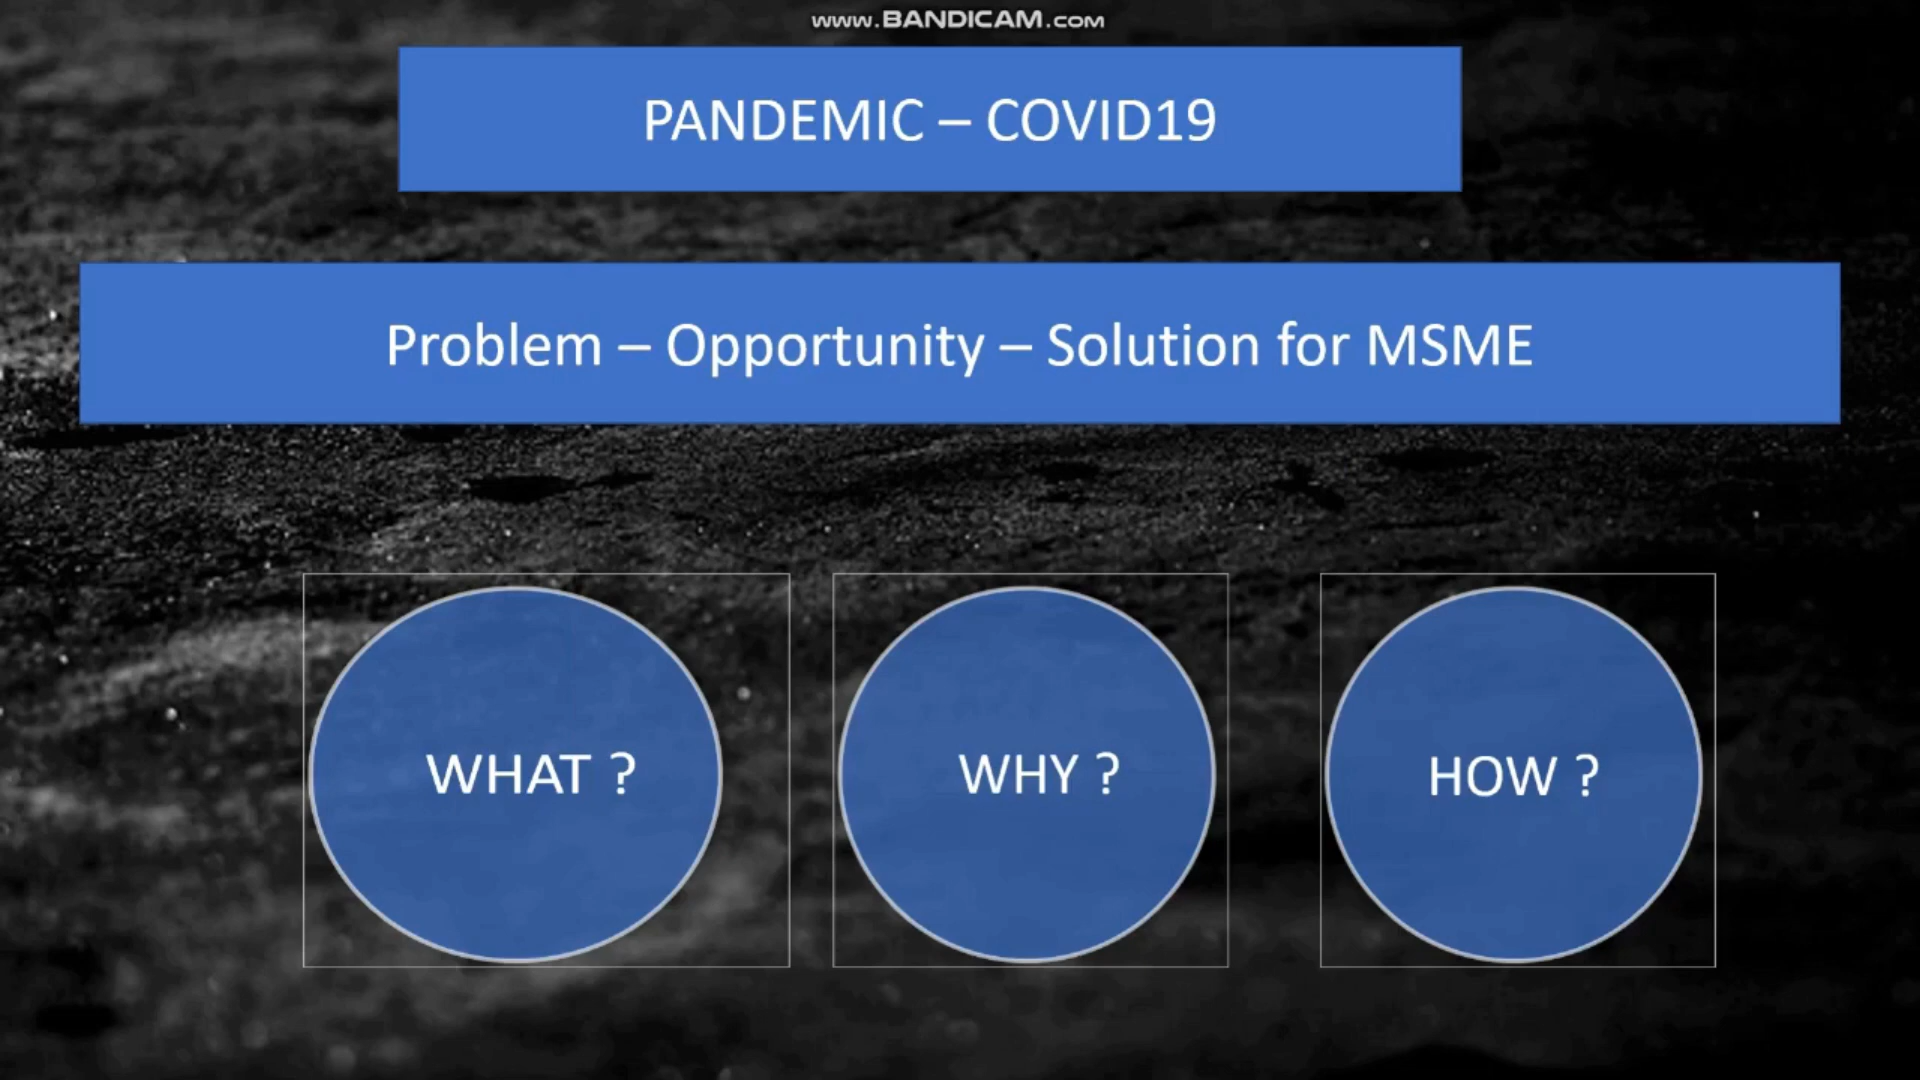 www.BANDICAM.com
PANDEMIC – COVID19
Problem – Opportunity – Solution for MSME
WHAT ?
WHY ?
HOW ?